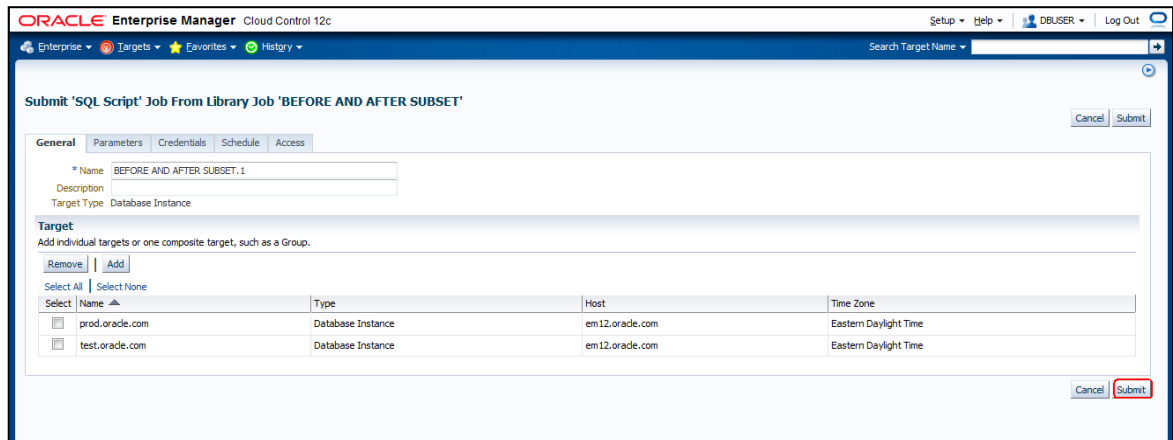 ORACLE Enterprise Manager Cloud Control 12c Setup Help DBUSER Log Out
Enterprise Targets Favorites History Search Target Name
Submit 'SQL Script' Job From Library Job 'BEFORE AND AFTER SUBSET'
Cancel Submit
General Parameters Credentials Schedule Access
* Name BEFORE AND AFTER SUBSET.1
Description
Target Type Database Instance
Target
Add individual targets or one composite target, such as a Group.
Remove Add
Select All Select None
Select Name Type Host Time Zone
prod.oracle.com Database Instance em12.oracle.com Eastern Daylight Time
test.oracle.com Database Instance em12.oracle.com Eastern Daylight Time
Cancel Submit